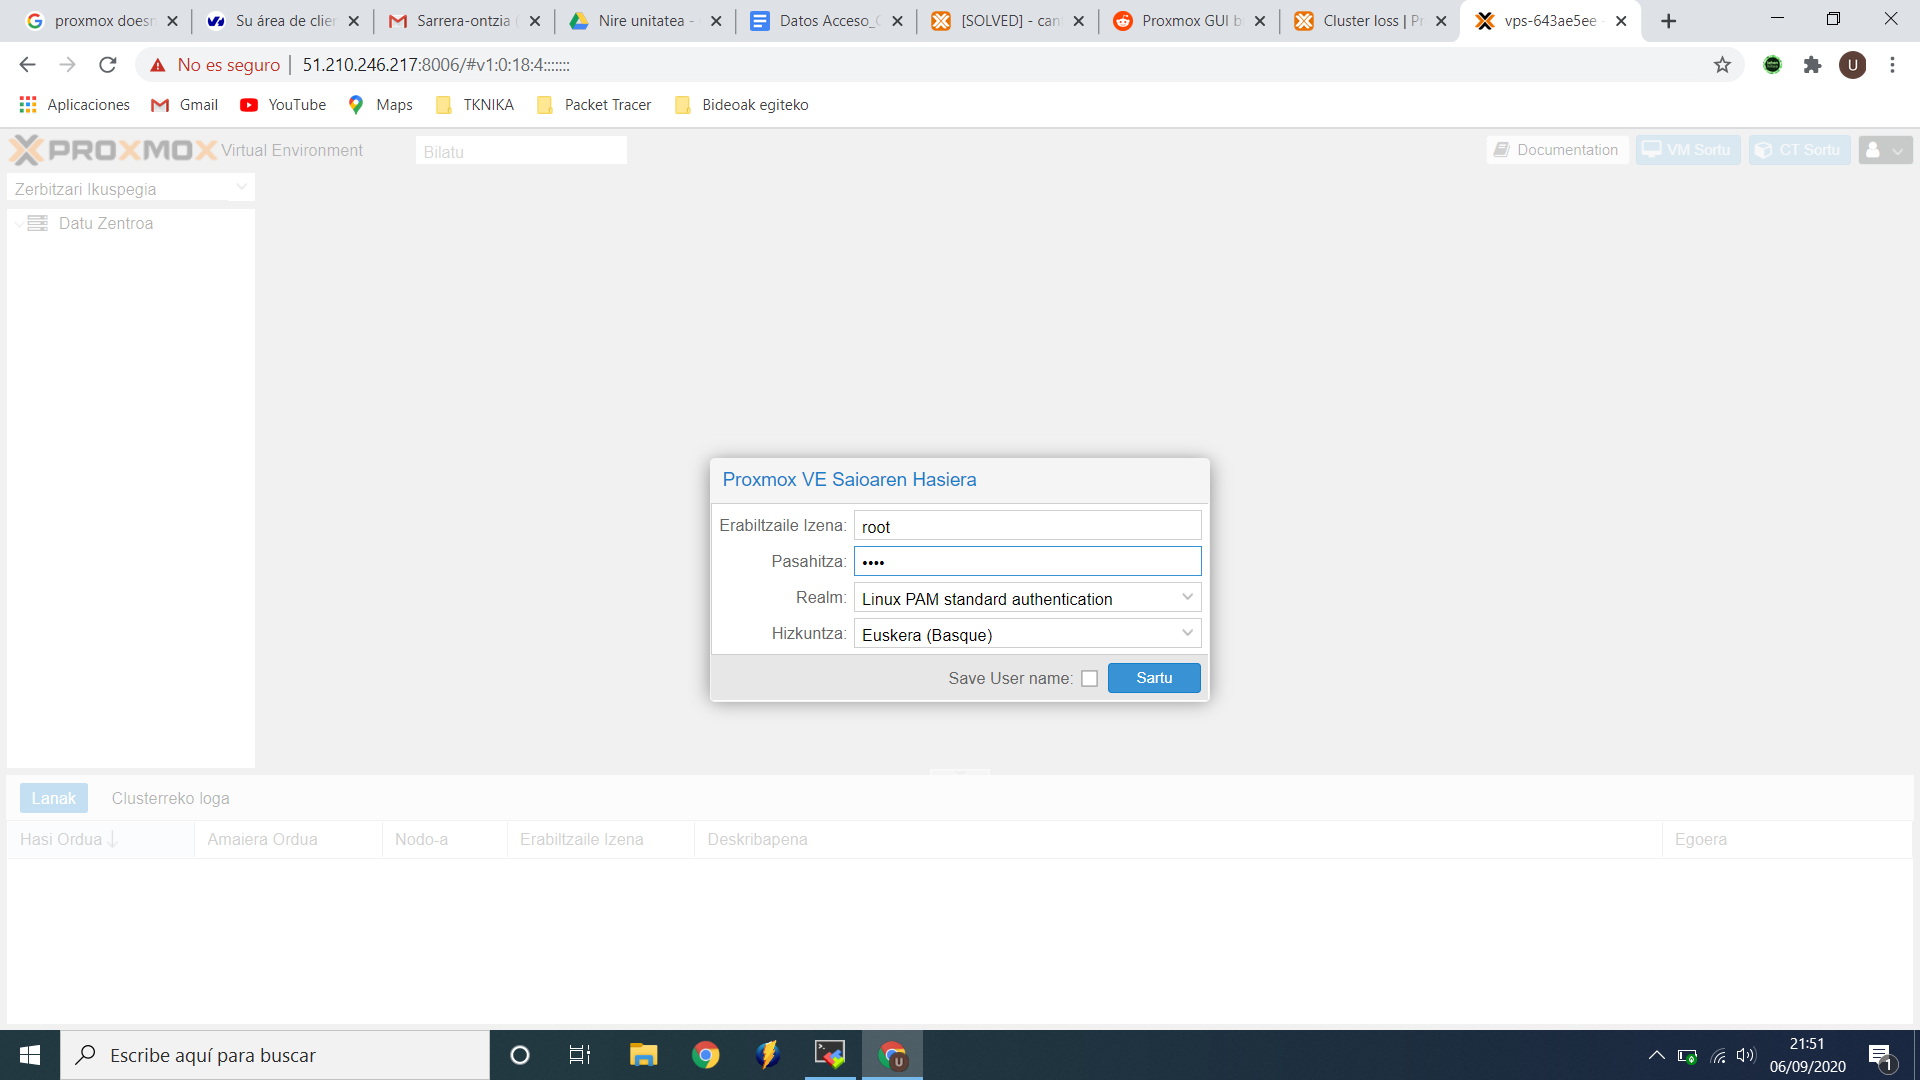 proxmox doesn
Su área de clien
Sarrera-ontzia
Nire unitatea -
Datos Acceso_
[SOLVED] - can
Proxmox GUI b
Cluster loss | Pr
vps-643ae5ee
No es seguro
51.210.246.217:8006/#v1:0:18:4:::::::
U
Aplicaciones
Gmail
YouTube
Maps
TKNIKA
Packet Tracer
Bideoak egiteko
PROXMOX Virtual Environment
Bilatu
Documentation
VM Sortu
CT Sortu
Zerbitzari Ikuspegia
Datu Zentroa
Proxmox VE Saioaren Hasiera
Erabiltzaile Izena: root
Pasahitza: ••••
Realm: Linux PAM standard authentication
Hizkuntza: Euskera (Basque)
Save User name:
Sartu
Lanak
Clusterreko loga
Hasi Ordua
Amaiera Ordua
Nodo-a
Erabiltzaile Izena
Deskribapena
Egoera
Escribe aquí para buscar
U
21:51
06/09/2020
1